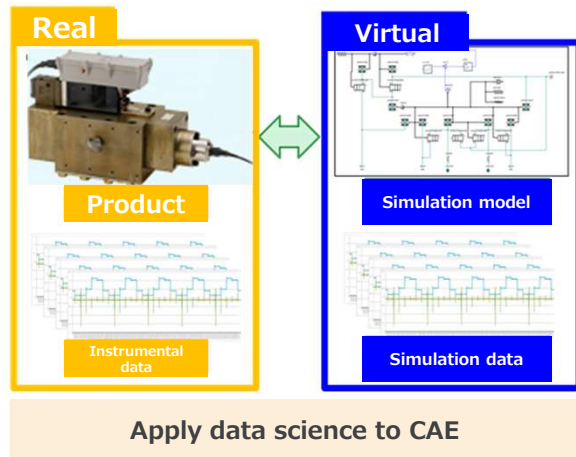 Real
Virtual
Product
Simulation model
Instrumental
data
Simulation data
Apply data science to CAE